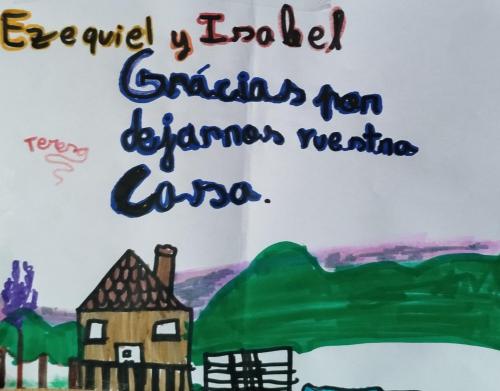 Ezequiel y Isabel
Grácias por
dejarnos vuestra
Teresa
Casa.